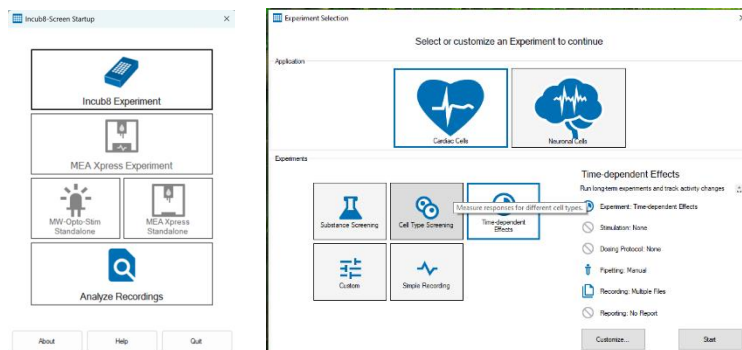 Incub8-Screen Startup
Incub8 Experiment
MEA Xpress Experiment
MW-Opto-Stim
Standalone
MEA Xpress
Standalone
Analyze Recordings
About
Help
Quit
Experiment Selection
Select or customize an Experiment to continue
Application
Cardiac Cells
Neuronal Cells
Experiments
Substance Screening
Cell Type Screening
Measure responses for different cell types.
Time-dependent
Effects
Custom
Simple Recording
Time-dependent Effects
Run long-term experiments and track activity changes
Experiment: Time-dependent Effects
Stimulation: None
Dosing Protocol: None
Pipetting: Manual
Recording: Multiple Files
Reporting: No Report
Customize...
Start